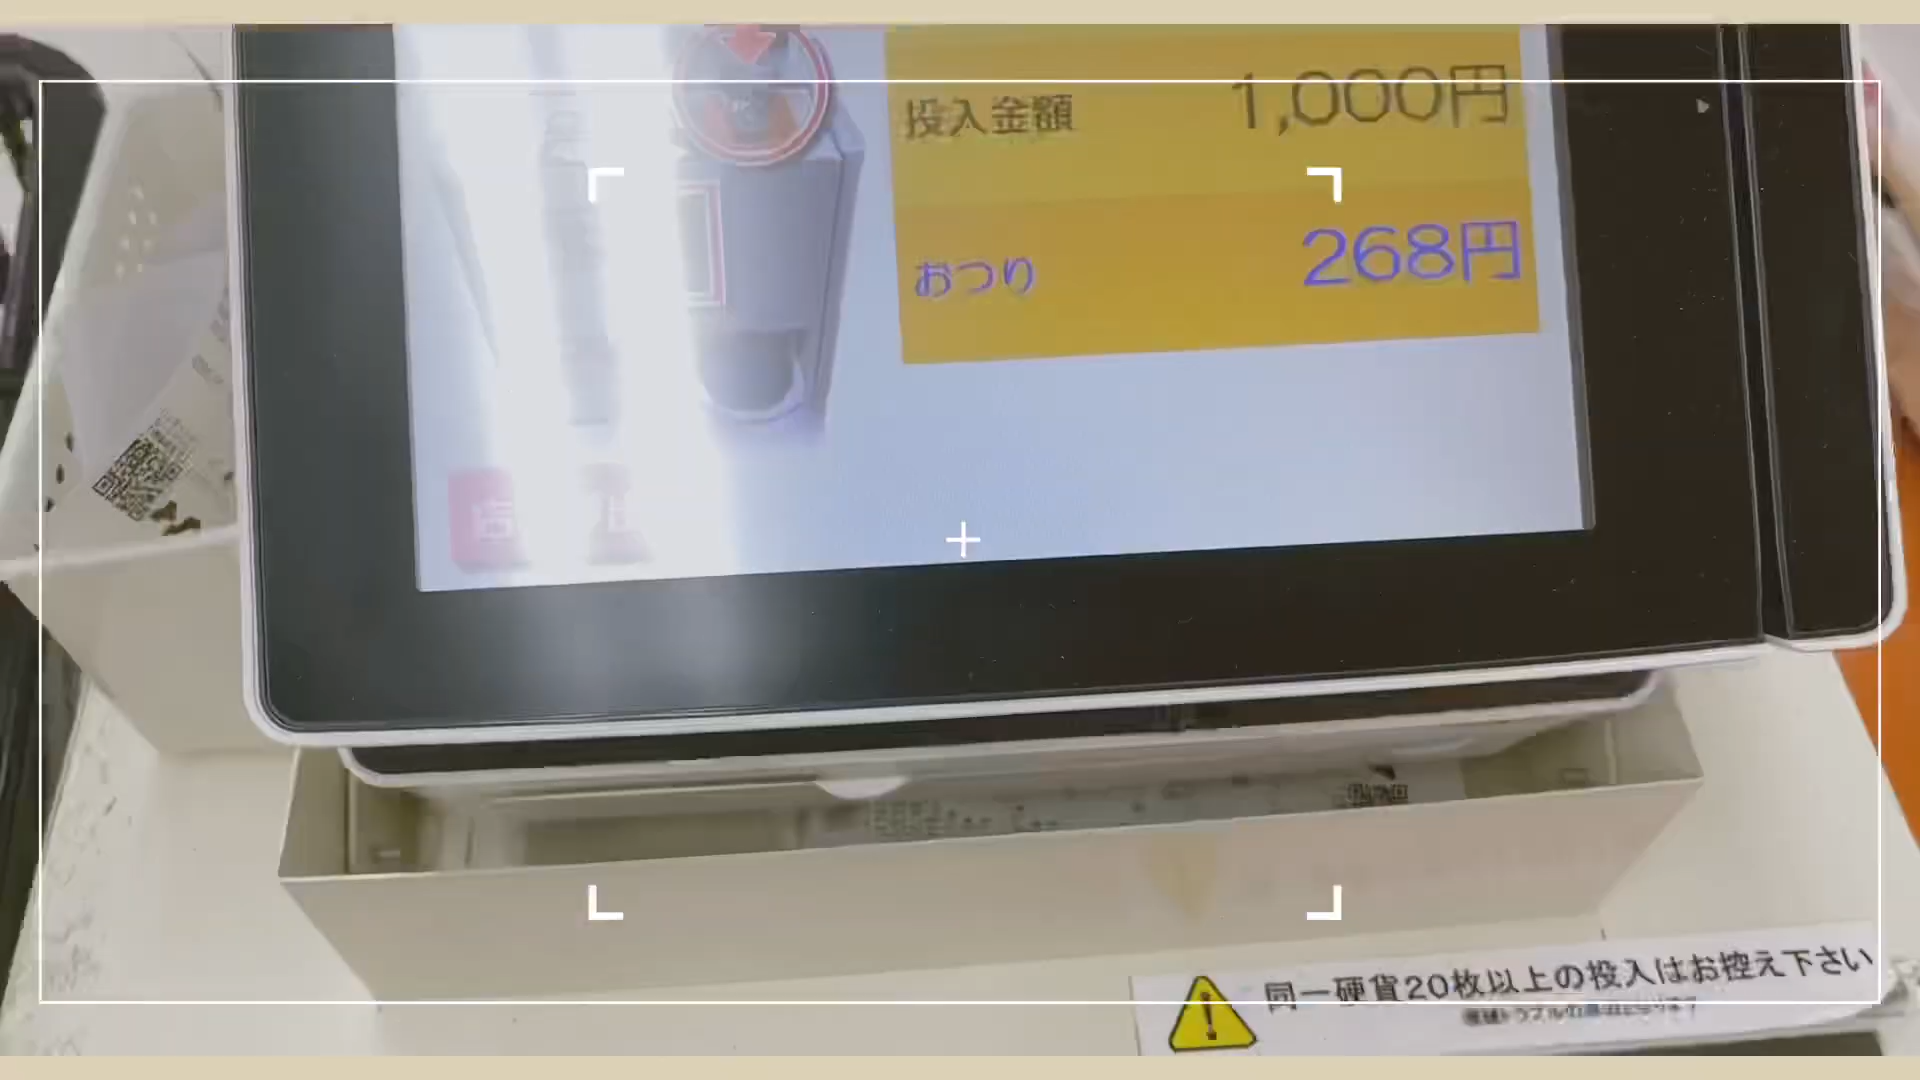 投入金額 1,000円
おつり 268円
同一硬貨20枚以上の投入はお控え下さい